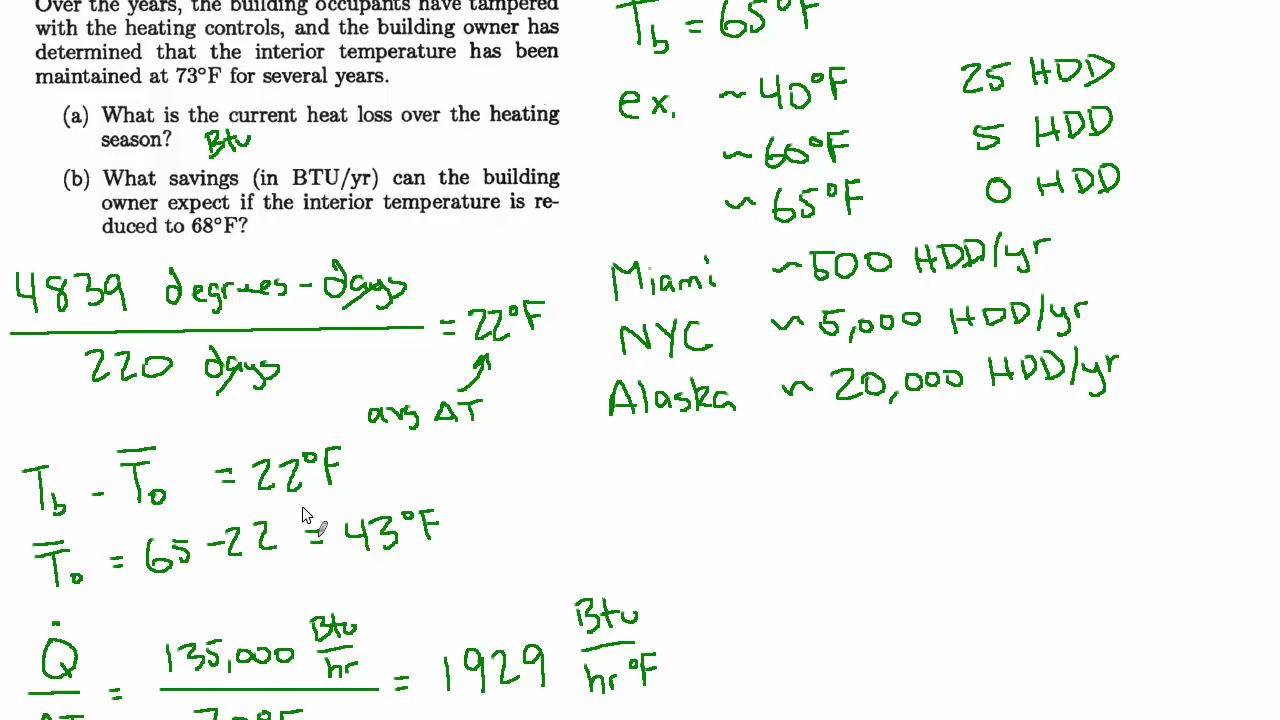 Over the years, the building occupants have tampered
with the heating controls, and the building owner has
determined that the interior temperature has been
maintained at 73°F for several years.
(a) What is the current heat loss over the heating
season? Btu
(b) What savings (in BTU/yr) can the building
owner expect if the interior temperature is re-
duced to 68°F?
4839 degrees-days
220 days
= 22°F
avg ΔT
Tb - T̅o = 22°F
T̅o = 65 - 22 = 43°F
Q̇
ΔT
=
135,000 Btu/hr
70°F
= 1929 Btu/hr°F
Tb = 65°F
ex. ~40°F 25 HDD
~60°F 5 HDD
~65°F 0 HDD
Miami ~500 HDD/yr
NYC ~5,000 HDD/yr
Alaska ~20,000 HDD/yr